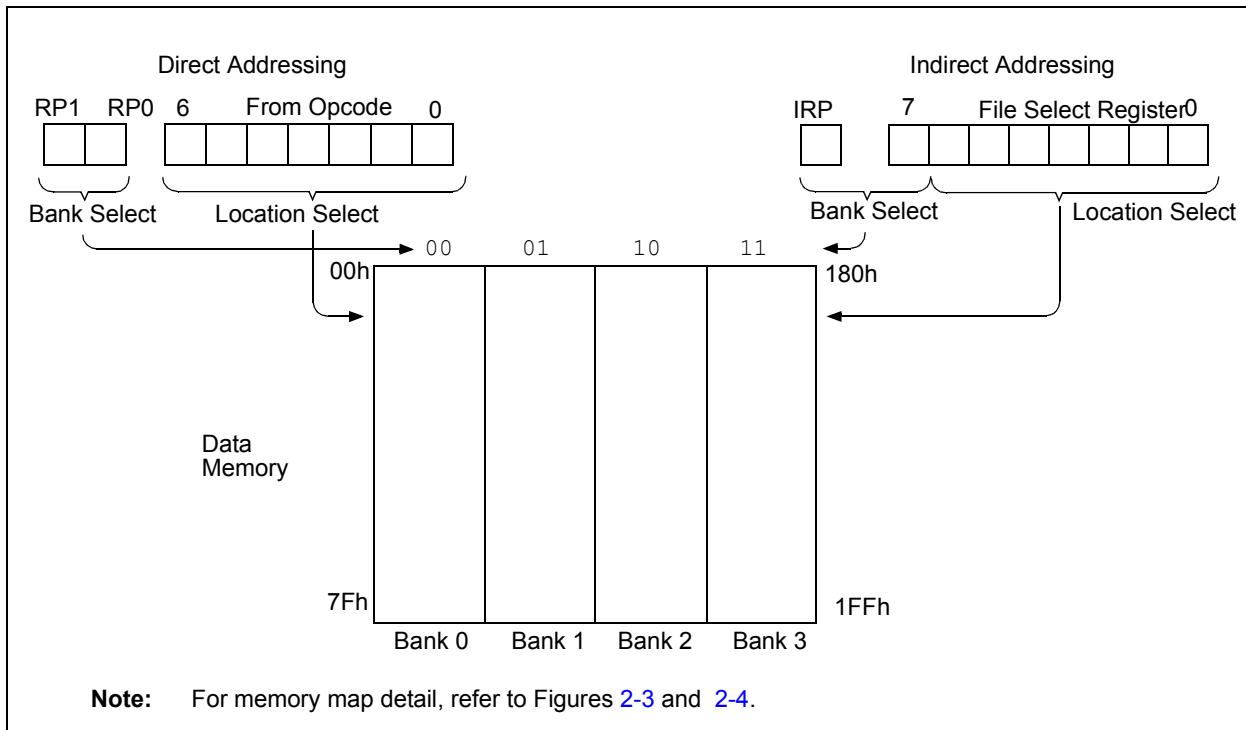 Direct Addressing Indirect Addressing
RP1 RP0 6 From Opcode 0 IRP 7 File Select Register0
Bank Select Location Select Bank Select Location Select
00 01 10 11
00h 180h
Data
Memory
7Fh 1FFh
Bank 0 Bank 1 Bank 2 Bank 3
Note: For memory map detail, refer to Figures 2-3 and 2-4.